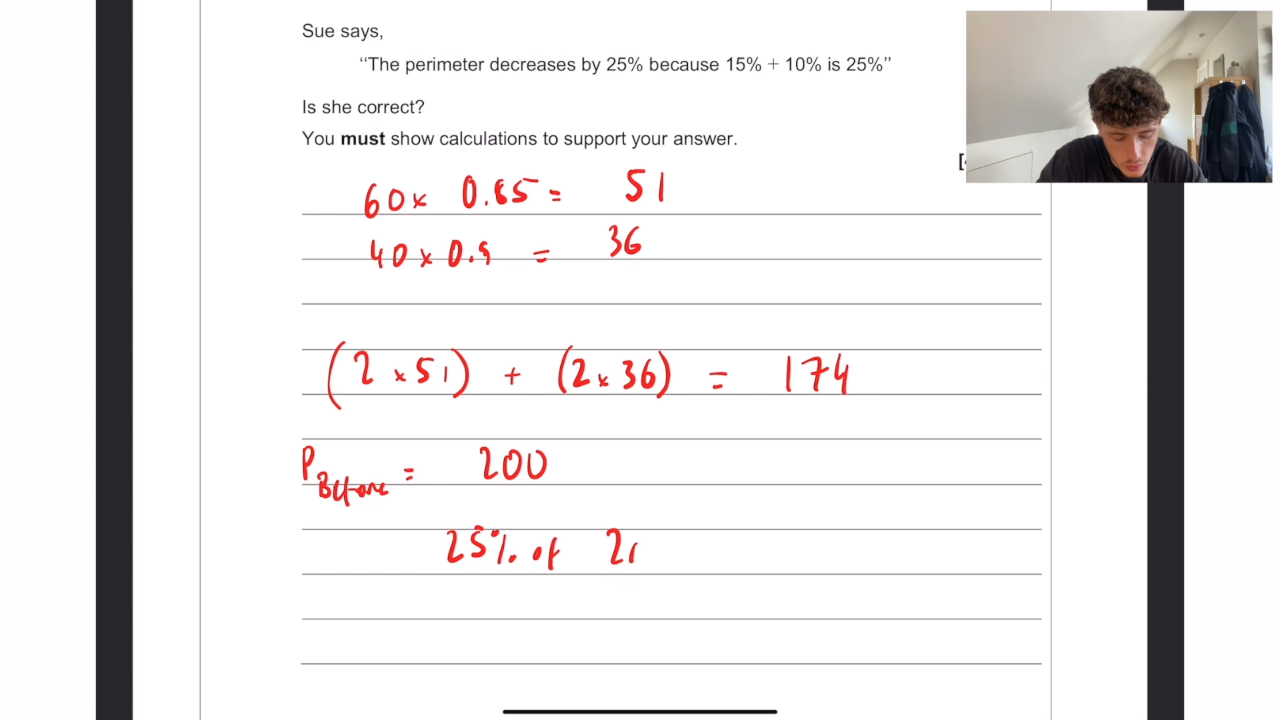 Sue says,
“The perimeter decreases by 25% because 15% + 10% is 25%”
Is she correct?
You must show calculations to support your answer.
[
60 × 0.85 = 51
40 × 0.9 = 36
(2 × 51) + (2 × 36) = 174
P Before = 200
25% of 20